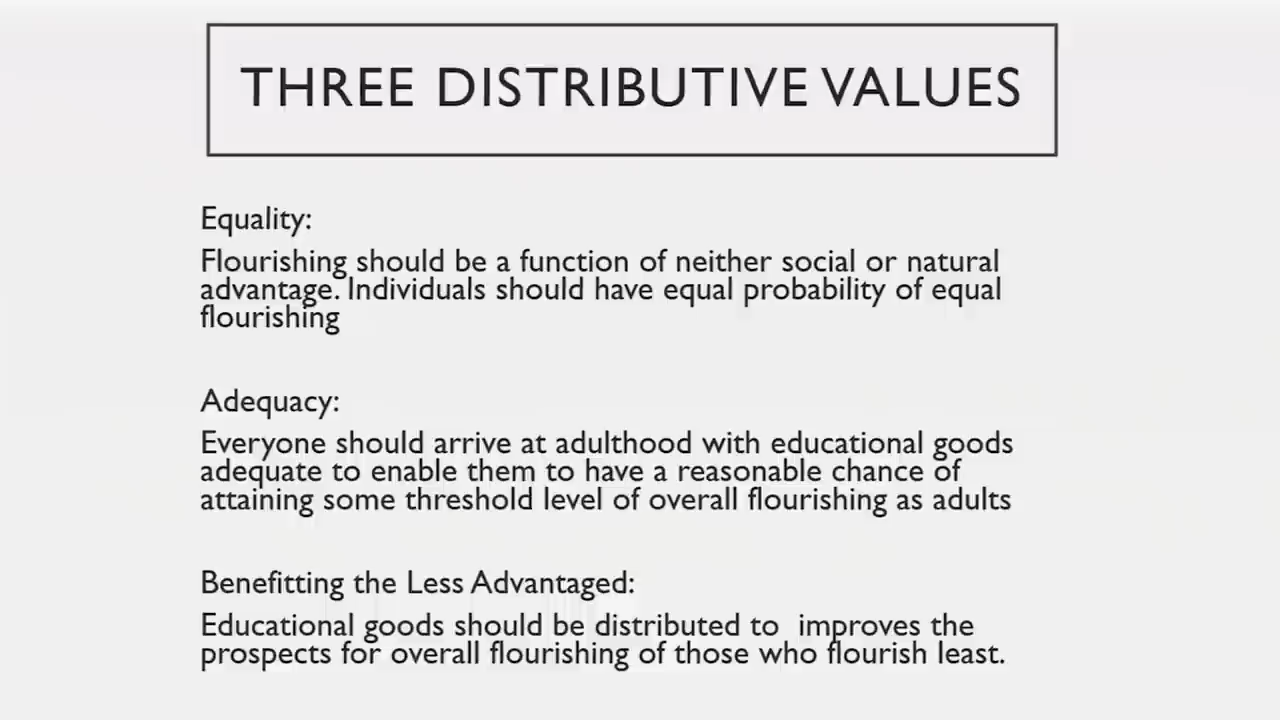 THREE DISTRIBUTIVE VALUES
Equality:
Flourishing should be a function of neither social or natural
advantage. Individuals should have equal probability of equal
flourishing
Adequacy:
Everyone should arrive at adulthood with educational goods
adequate to enable them to have a reasonable chance of
attaining some threshold level of overall flourishing as adults
Benefitting the Less Advantaged:
Educational goods should be distributed to  improves the
prospects for overall flourishing of those who flourish least.